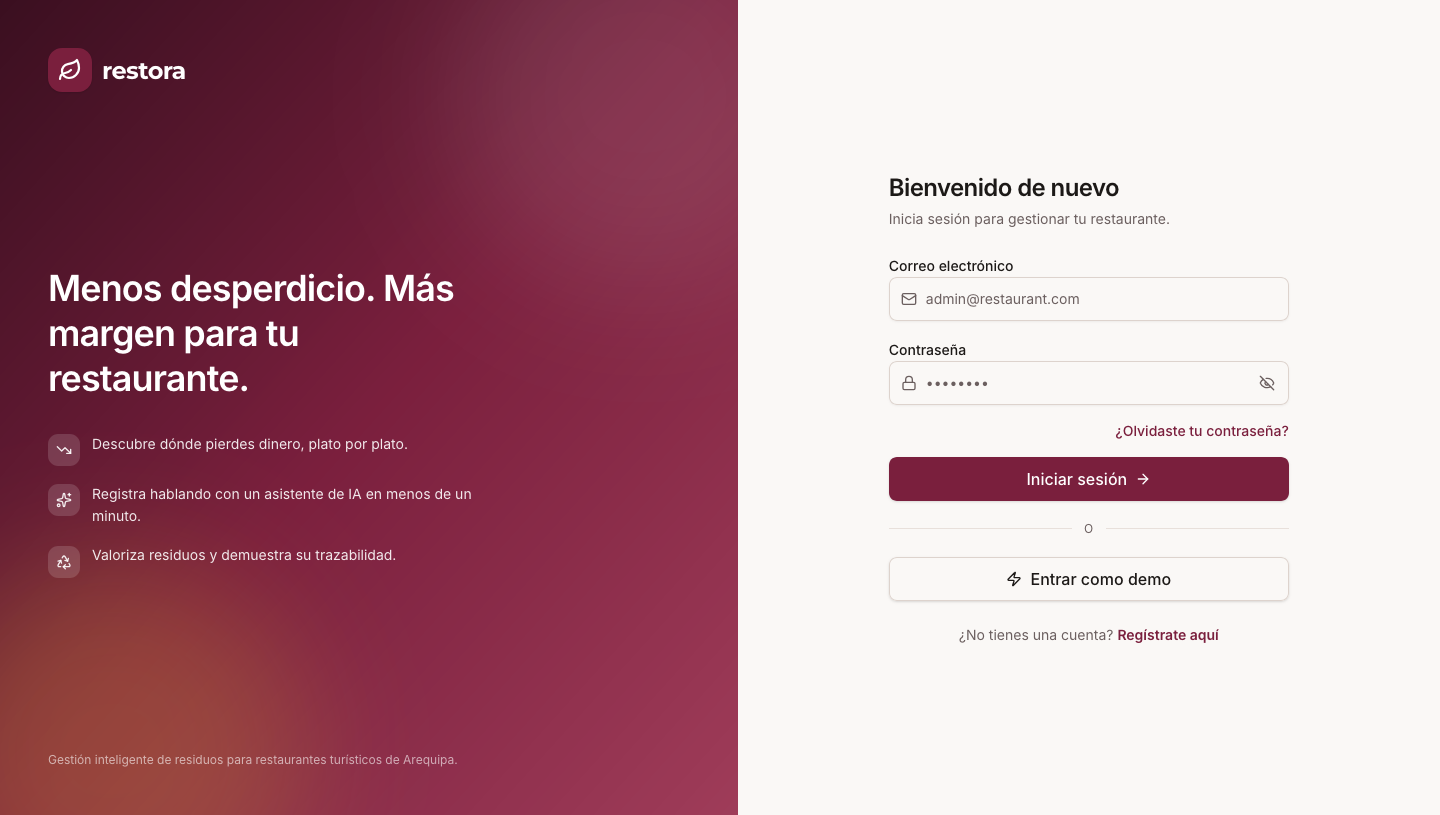 restora
Menos desperdicio. Más
margen para tu
restaurante.
Descubre dónde pierdes dinero, plato por plato.
Registra hablando con un asistente de IA en menos de un
minuto.
Valoriza residuos y demuestra su trazabilidad.
Gestión inteligente de residuos para restaurantes turísticos de Arequipa.
Bienvenido de nuevo
Inicia sesión para gestionar tu restaurante.
Correo electrónico
admin@restaurant.com
Contraseña
••••••••
¿Olvidaste tu contraseña?
Iniciar sesión →
O
Entrar como demo
¿No tienes una cuenta? Regístrate aquí